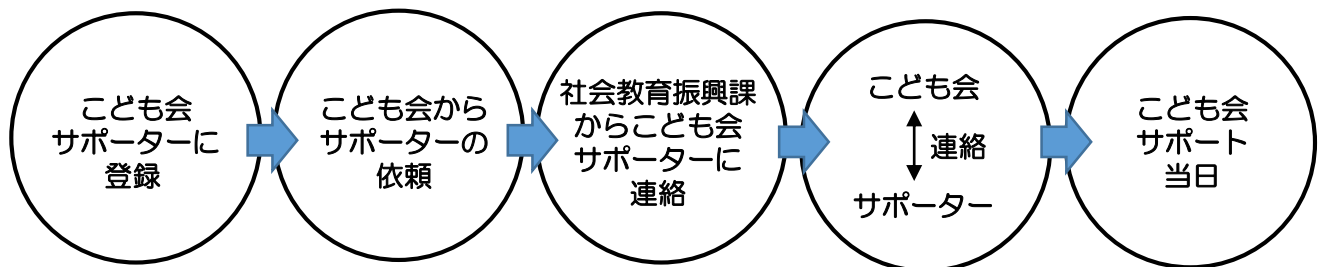 こども会
サポーターに
登録
こども会から
サポーターの
依頼
社会教育振興課
からこども会
サポーターに
連絡
こども会
連絡
サポーター
こども会
サポート
当日